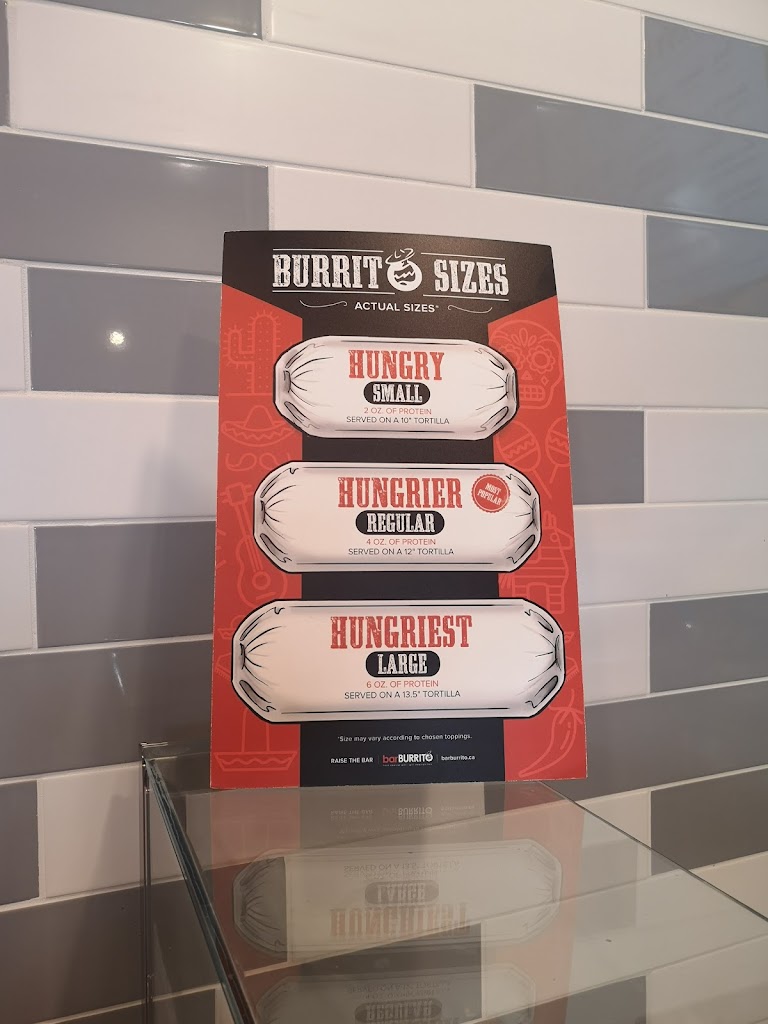 BURRITO SIZES
ACTUAL SIZES*
HUNGRY
SMALL
2 OZ. OF PROTEIN
SERVED ON A 10" TORTILLA
HUNGRIER
MOST
POPULAR
REGULAR
4 OZ. OF PROTEIN
SERVED ON A 12" TORTILLA
HUNGRIEST
LARGE
6 OZ. OF PROTEIN
SERVED ON A 13.5" TORTILLA
*Size may vary according to chosen toppings.
RAISE THE BAR | barBURRITO | barburrito.ca